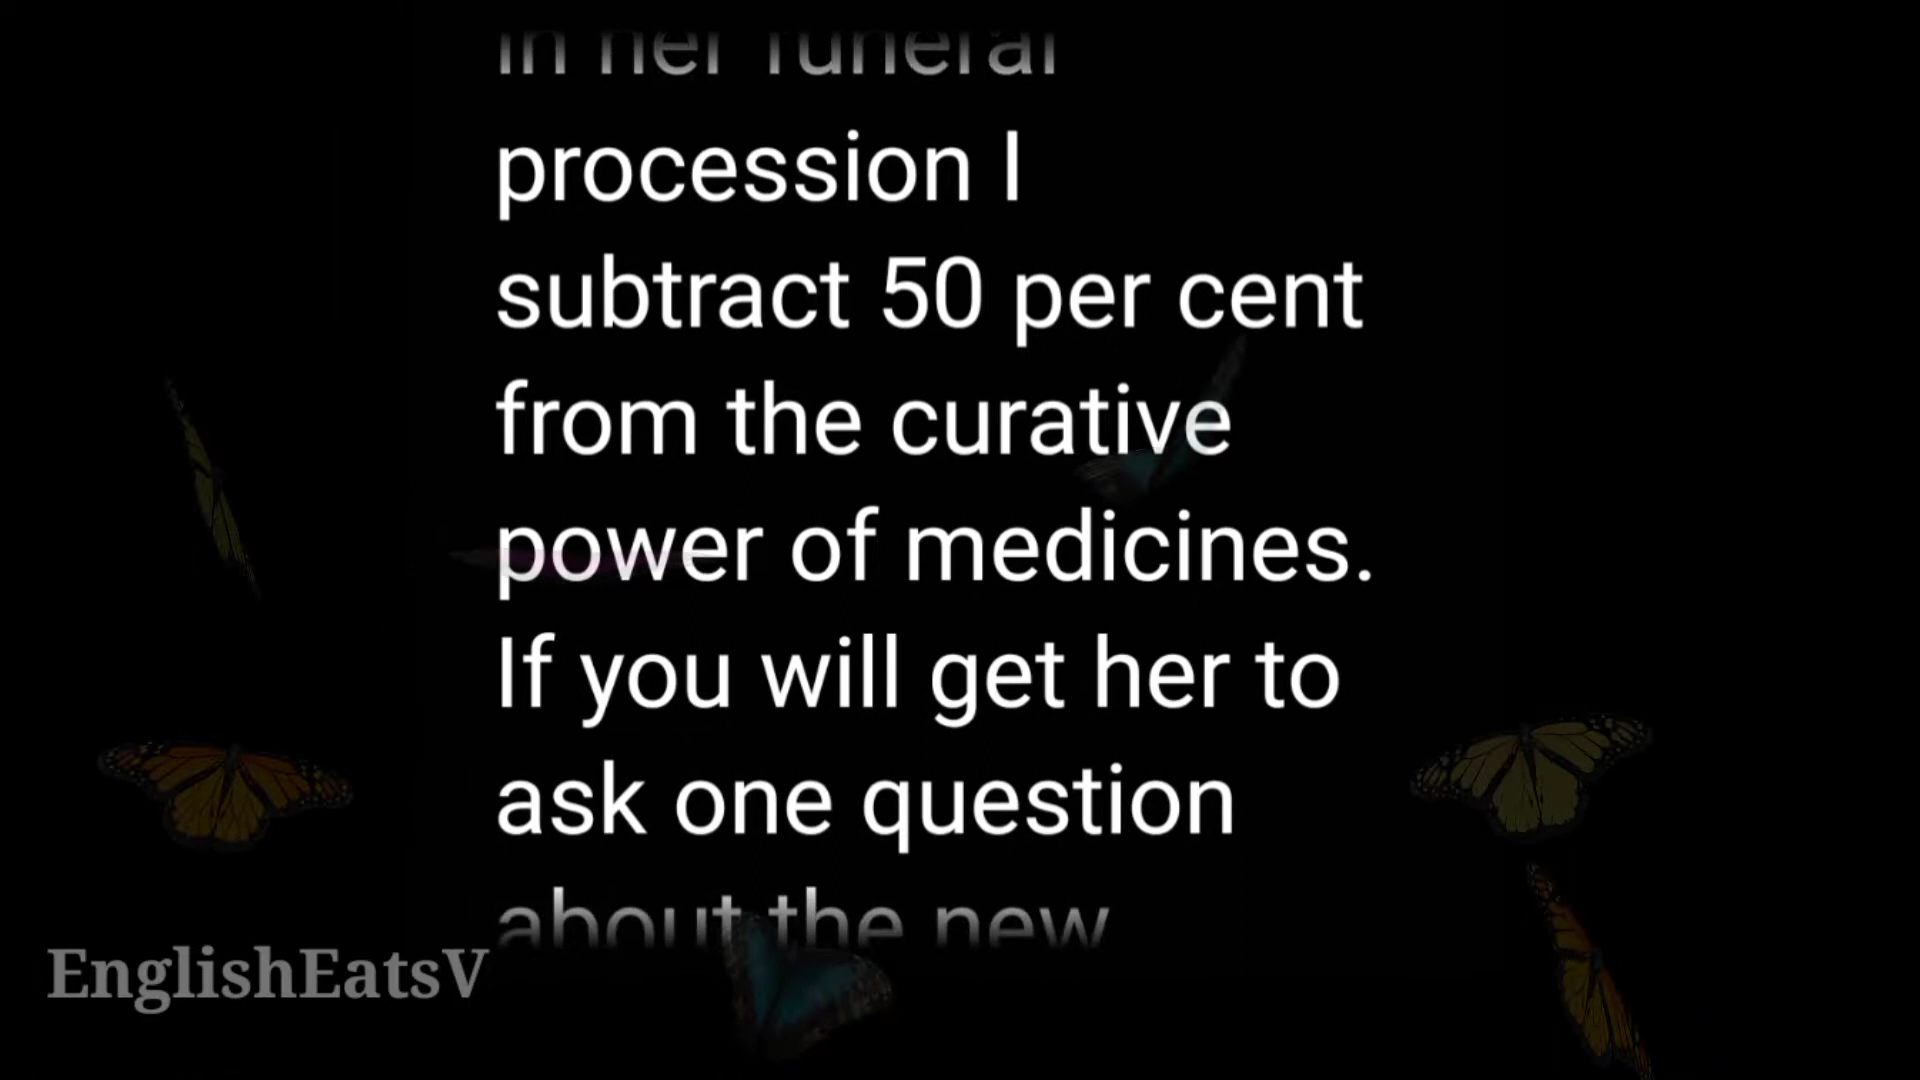 in her funeral
procession I
subtract 50 per cent
from the curative
power of medicines.
If you will get her to
ask one question
about the new
EnglishEatsV